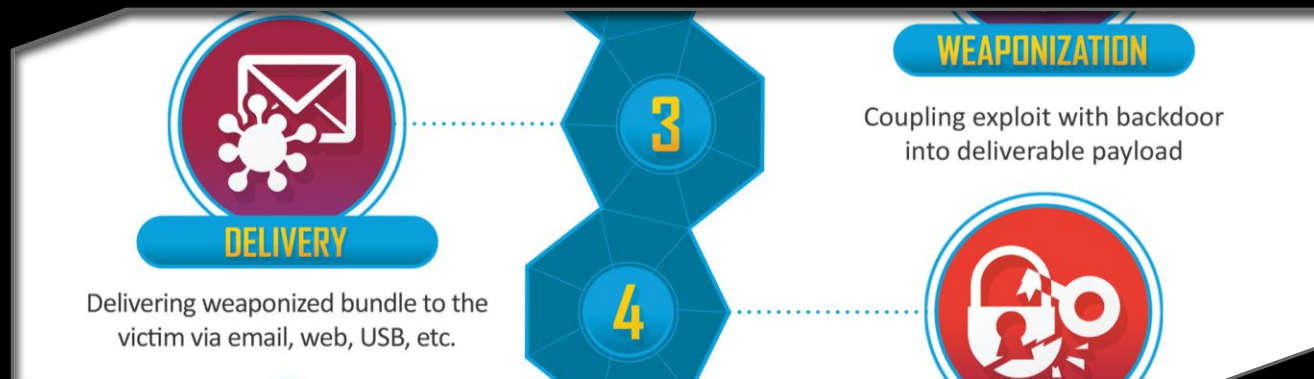 WEAPONIZATION
Coupling exploit with backdoor
into deliverable payload
3
DELIVERY
Delivering weaponized bundle to the
victim via email, web, USB, etc.
4